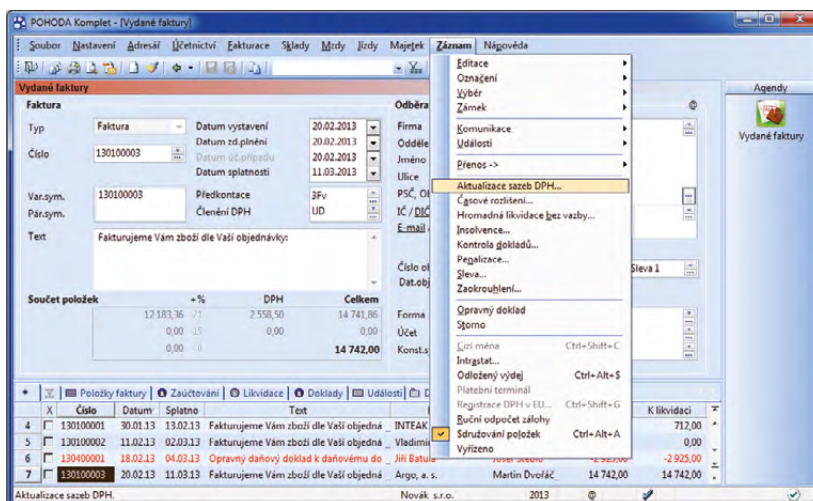 POHODA Komplet - [Vydané faktury]
Soubor Nastavení Adresář Účetnictví Fakturace Sklady Mzdy Jízdy Majetek Záznam Nápověda
Vydané faktury
Faktura
Typ Faktura Datum vystavení 20.02.2013
Datum zd.plnění 20.02.2013
Číslo 130100003 Datum úč.případu 20.02.2013
Datum splatnosti 11.03.2013
Var.sym. 130100003 Předkontace 3Fv
Pár.sym. Členění DPH UD
Text Fakturujeme Vám zboží dle Vaší objednávky:
Součet položek +% DPH Celkem
12 183,36 21 2 558,50 14 741,86
0,00 15 0,00 0,00
0,00 0 14 742,00
Odběra
Firma
Odděle
Jméno
Ulice
PSČ, Ob
IČ / DIČ
E-mail
Číslo ob
Dat.obj
Forma
Účet
Konst.s
Sleva 1
Editace
Označení
Výběr
Zámek
Komunikace
Události
Přenos ->
Aktualizace sazeb DPH...
Časové rozlišení...
Hromadná likvidace bez vazby...
Insolvence...
Kontrola dokladů...
Penalizace...
Sleva...
Zaokrouhlení...
Opravný doklad
Storno
Cizí měna Ctrl+Shift+C
Intrastat...
Odložený výdej Ctrl+Alt+S
Platební terminál
Registrace DPH v EU... Ctrl+Shift+G
Ruční odpočet zálohy
Sdružování položek Ctrl+Alt+A
Vyřízeno
Agendy
Vydané faktury
Položky faktury Zaúčtování Likvidace Doklady Události D
X Číslo Datum Splatno Text K likvidaci
4 130100001 30.01.13 13.02.13 Fakturujeme Vám zboží dle Vaší objedná INTEAK 712,00
5 130100002 11.02.13 02.03.13 Fakturujeme Vám zboží dle Vaší objedná Vladimí 0,00
6 130400001 18.02.13 04.03.13 Opravný daňový doklad k daňovému do Jiří Batula -2 925,00 -2 925,00
7 130100003 20.02.13 11.03.13 Fakturujeme Vám zboží dle Vaší objedná Argo, a. s. Martin Dvořáč 14 742,00 14 742,00
Aktualizace sazeb DPH. Novák s.r.o. 2013 @